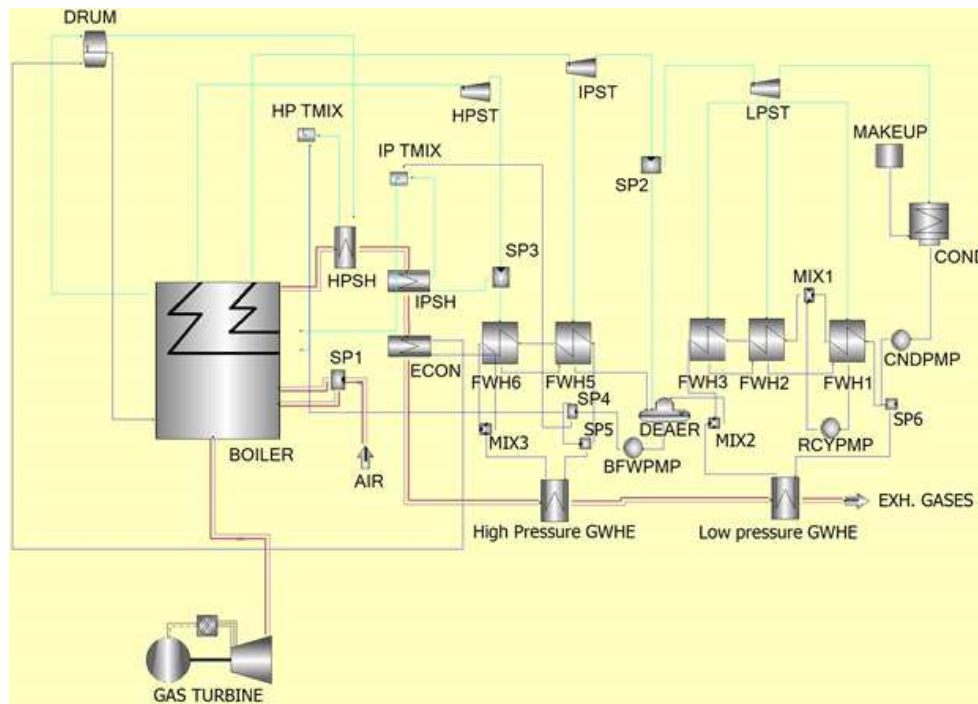 DRUM
IPST
HPST
LPST
HP TMIX
MAKEUP
IP TMIX
SP2
SP3
HPSH
COND
MIX1
IPSH
SP1
ECON
CNDPMP
FWH6
FWH5
FWH3
FWH2
FWH1
SP4
SP6
MIX3
SP5
DEAER
MIX2
BOILER
BFWPMP
RCYPMP
AIR
EXH. GASES
High Pressure GWHE
Low pressure GWHE
GAS TURBINE